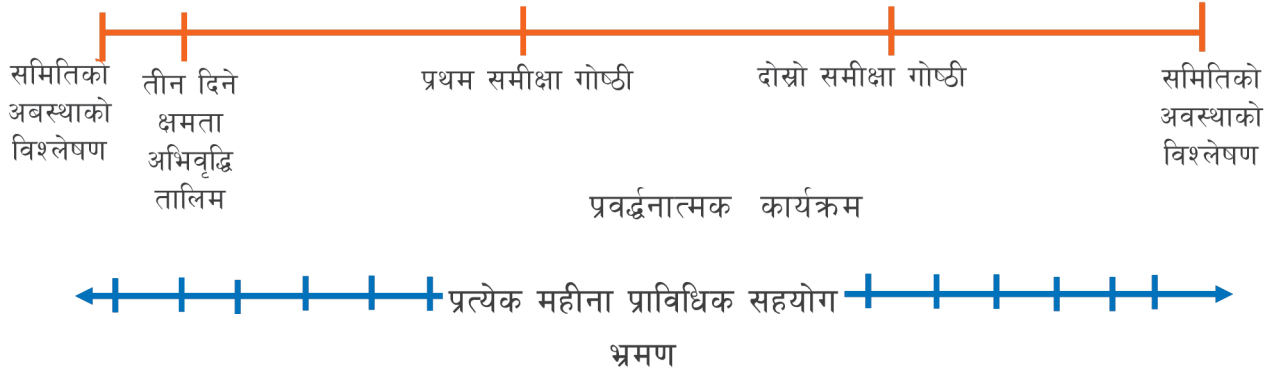 समितिको
अबस्थाको
विश्लेषण
तीन दिने
क्षमता
अभिवृद्धि
तालिम
प्रथम समीक्षा गोष्ठी
दोस्रो समीक्षा गोष्ठी
समितिको
अवस्थाको
विश्लेषण
प्रवर्द्धनात्मक कार्यक्रम
प्रत्येक महीना प्राविधिक सहयोग
भ्रमण